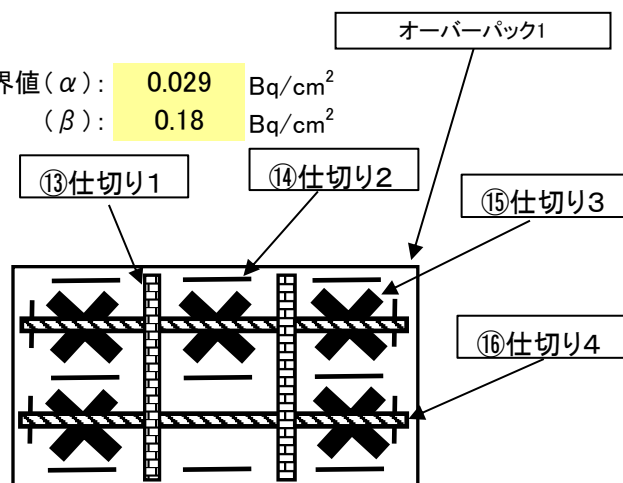 オーバーパック1
界値(α): 0.029 Bq/cm²
(β): 0.18 Bq/cm²
⑬仕切り1
⑭仕切り2
⑮仕切り3
⑯仕切り4